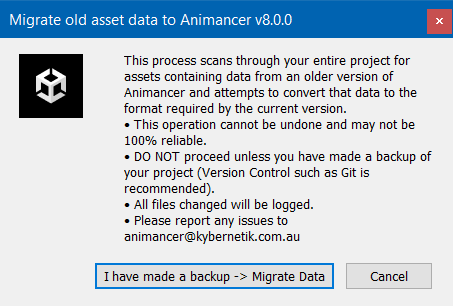 Migrate old asset data to Animancer v8.0.0
This process scans through your entire project for
assets containing data from an older version of
Animancer and attempts to convert that data to the
format required by the current version.
• This operation cannot be undone and may not be
100% reliable.
• DO NOT proceed unless you have made a backup of
your project (Version Control such as Git is
recommended).
• All files changed will be logged.
• Please report any issues to
animancer@kybernetik.com.au
I have made a backup -> Migrate Data
Cancel